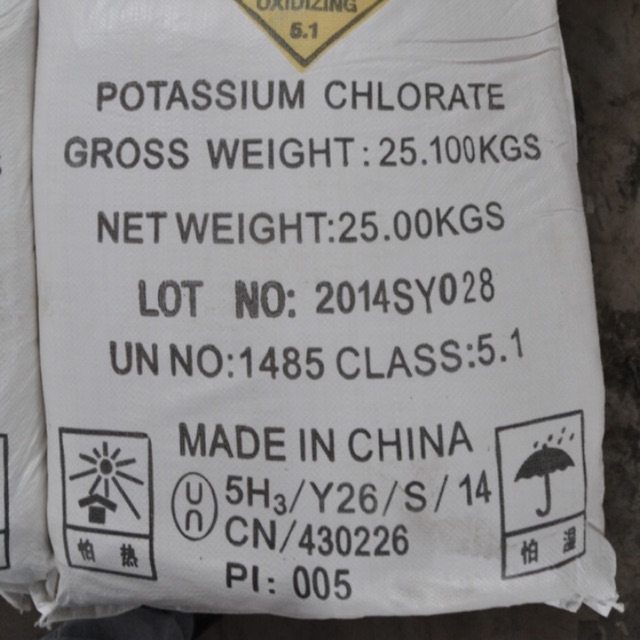 OXIDIZING
5.1
POTASSIUM CHLORATE
GROSS WEIGHT : 25.100KGS
NET WEIGHT:25.00KGS
LOT NO: 2014SY028
UN NO:1485 CLASS:5.1
MADE IN CHINA
un
5H3/Y26/S/14
CN/430226
PI: 005
怕 热
怕 湿